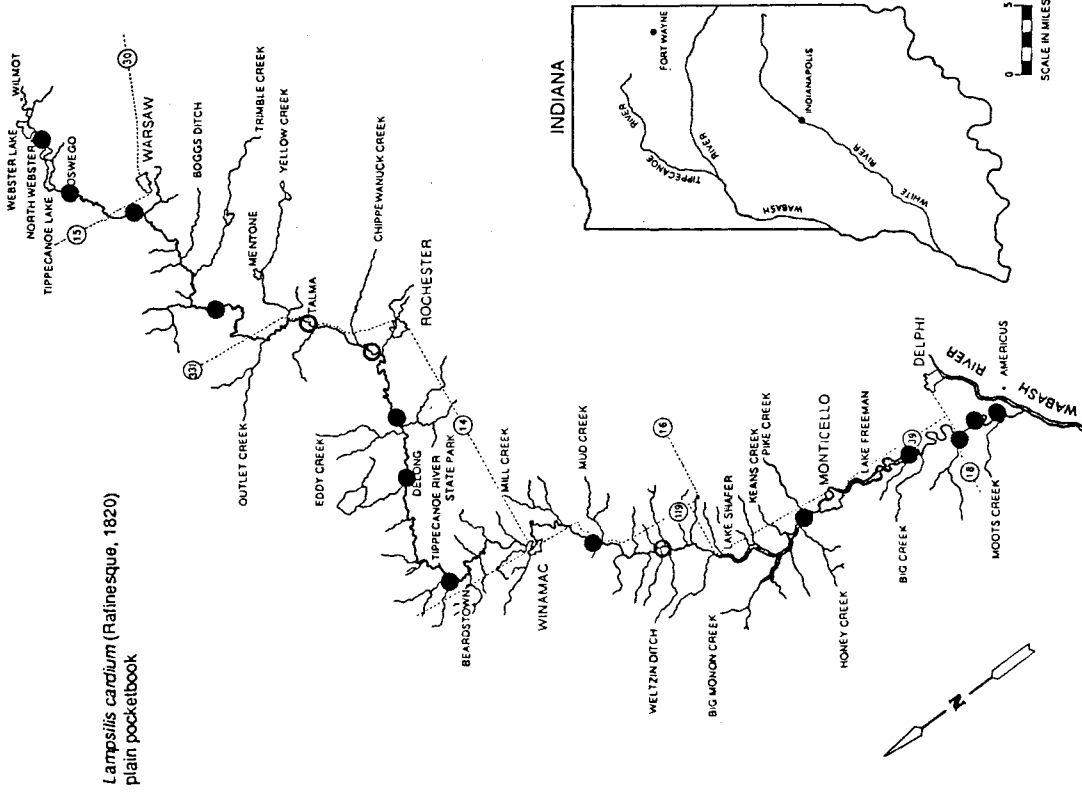 Lampsilis cardium (Rafinesque, 1820)
plain pocketbook
WEBSTER LAKE
WILMOT
NORTH WEBSTER
TIPPECANOE LAKE
OSWEGO
30
WARSAW
15
BOGGS DITCH
TRIMBLE CREEK
YELLOW CREEK
MENTONE
331
TALMA
CHIPPEWANUCK CREEK
OUTLET CREEK
ROCHESTER
EDDY CREEK
DELONG
TIPPECANOE RIVER
STATE PARK
14
MILL CREEK
BEARDSTOWN
WINAMAC
MUD CREEK
16
119
WELTZIN DITCH
LAKE SHAFER
KEANS CREEK
PIKE CREEK
BIG MONON CREEK
MONTICELLO
HONEY CREEK
LAKE FREEMAN
39
BIG CREEK
DELPHI
18
MOOTS CREEK
AMERICUS
WABASH RIVER
N
INDIANA
FORT WAYNE
TIPPECANOE RIVER
INDIANAPOLIS
WABASH RIVER
WHITE RIVER
0 5
SCALE IN MILES